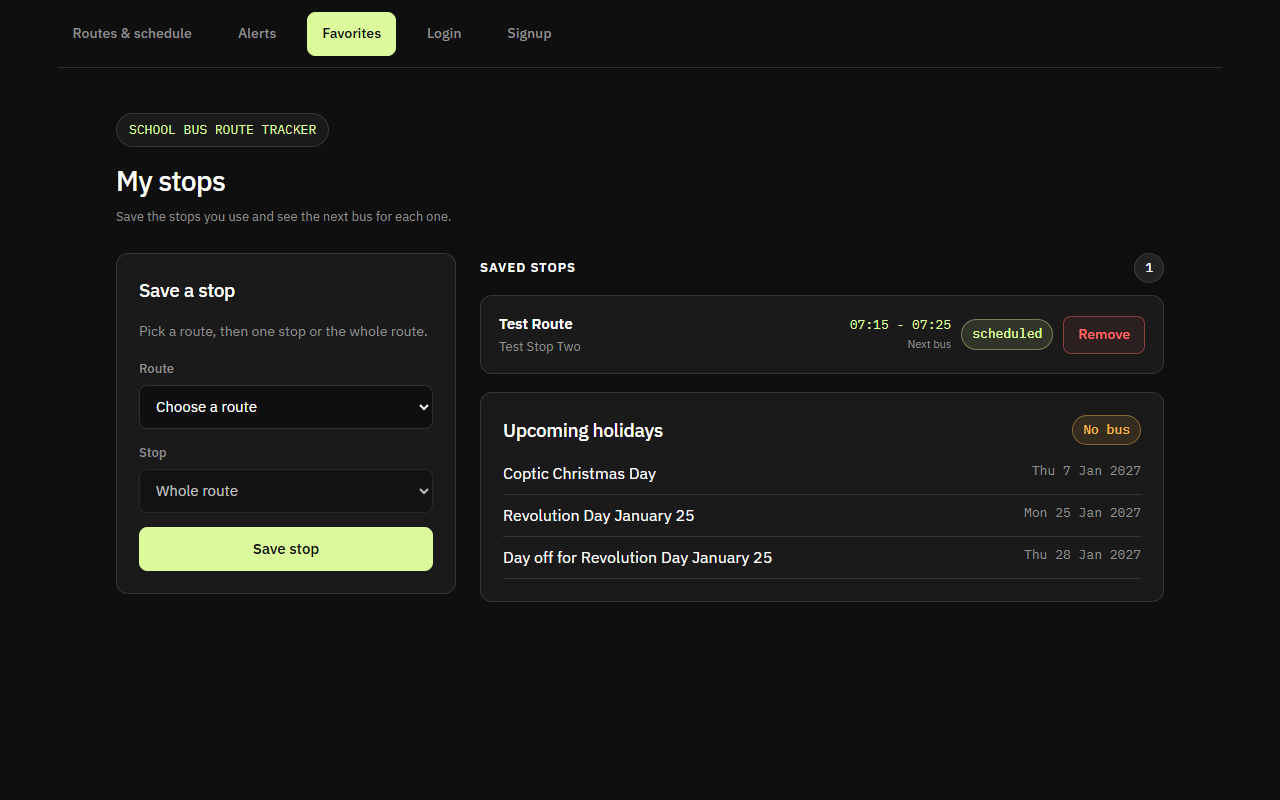 Routes & schedule
Alerts
Favorites
Login
Signup
SCHOOL BUS ROUTE TRACKER
My stops
Save the stops you use and see the next bus for each one.
Save a stop
Pick a route, then one stop or the whole route.
Route
Choose a route
Stop
Whole route
Save stop
SAVED STOPS
1
Test Route
Test Stop Two
07:15 - 07:25
Next bus
scheduled
Remove
Upcoming holidays
No bus
Coptic Christmas Day
Thu 7 Jan 2027
Revolution Day January 25
Mon 25 Jan 2027
Day off for Revolution Day January 25
Thu 28 Jan 2027